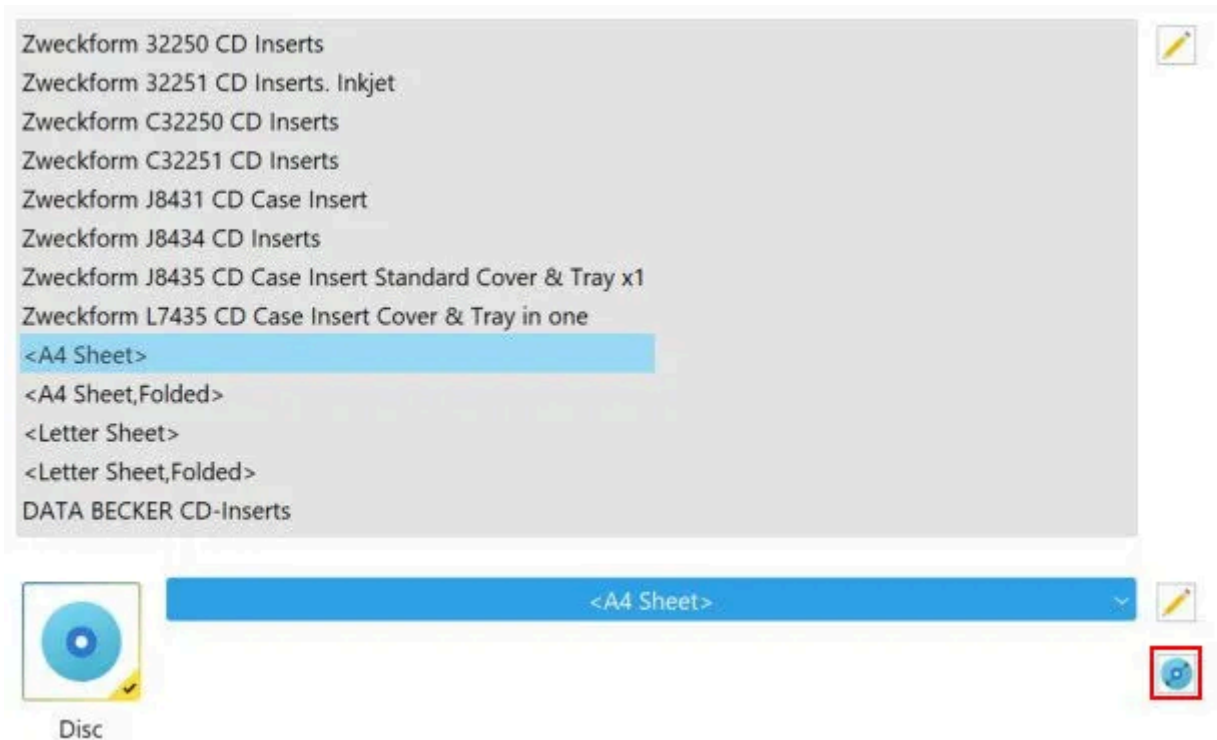 Zweckform 32250 CD Inserts
Zweckform 32251 CD Inserts. Inkjet
Zweckform C32250 CD Inserts
Zweckform C32251 CD Inserts
Zweckform J8431 CD Case Insert
Zweckform J8434 CD Inserts
Zweckform J8435 CD Case Insert Standard Cover & Tray x1
Zweckform L7435 CD Case Insert Cover & Tray in one
<A4 Sheet>
<A4 Sheet,Folded>
<Letter Sheet>
<Letter Sheet,Folded>
DATA BECKER CD-Inserts
<A4 Sheet>
Disc